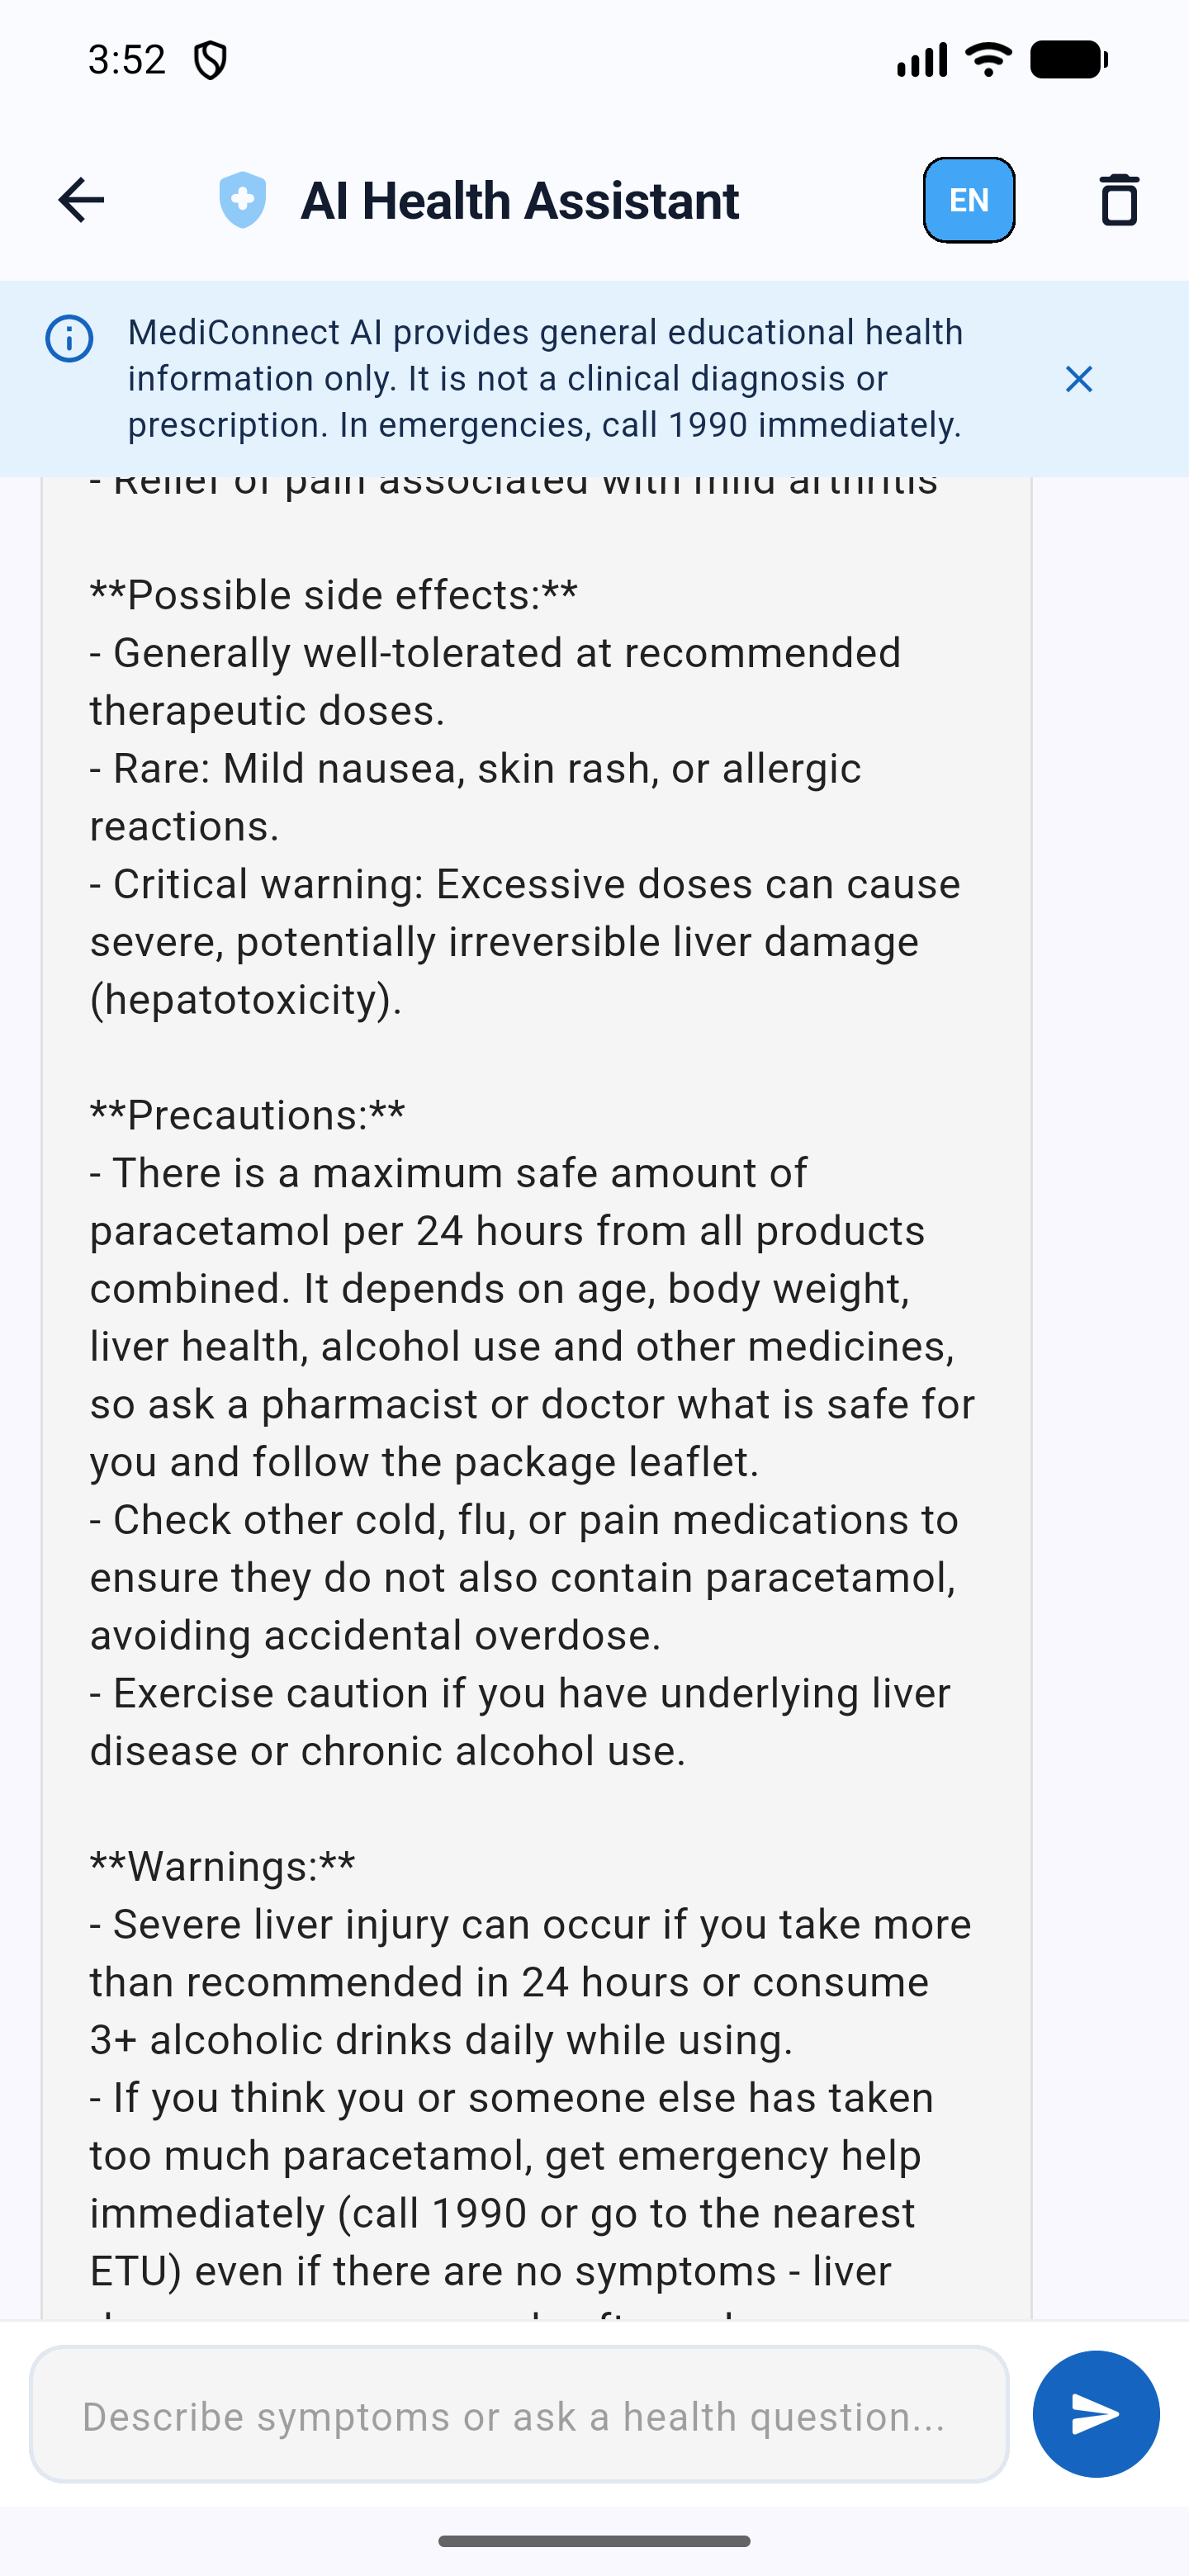 3:52
AI Health Assistant
EN
MediConnect AI provides general educational health
information only. It is not a clinical diagnosis or
prescription. In emergencies, call 1990 immediately.
- Relief of pain associated with mild arthritis
**Possible side effects:**
- Generally well-tolerated at recommended
therapeutic doses.
- Rare: Mild nausea, skin rash, or allergic
reactions.
- Critical warning: Excessive doses can cause
severe, potentially irreversible liver damage
(hepatotoxicity).
**Precautions:**
- There is a maximum safe amount of
paracetamol per 24 hours from all products
combined. It depends on age, body weight,
liver health, alcohol use and other medicines,
so ask a pharmacist or doctor what is safe for
you and follow the package leaflet.
- Check other cold, flu, or pain medications to
ensure they do not also contain paracetamol,
avoiding accidental overdose.
- Exercise caution if you have underlying liver
disease or chronic alcohol use.
**Warnings:**
- Severe liver injury can occur if you take more
than recommended in 24 hours or consume
3+ alcoholic drinks daily while using.
- If you think you or someone else has taken
too much paracetamol, get emergency help
immediately (call 1990 or go to the nearest
ETU) even if there are no symptoms - liver
Describe symptoms or ask a health question...